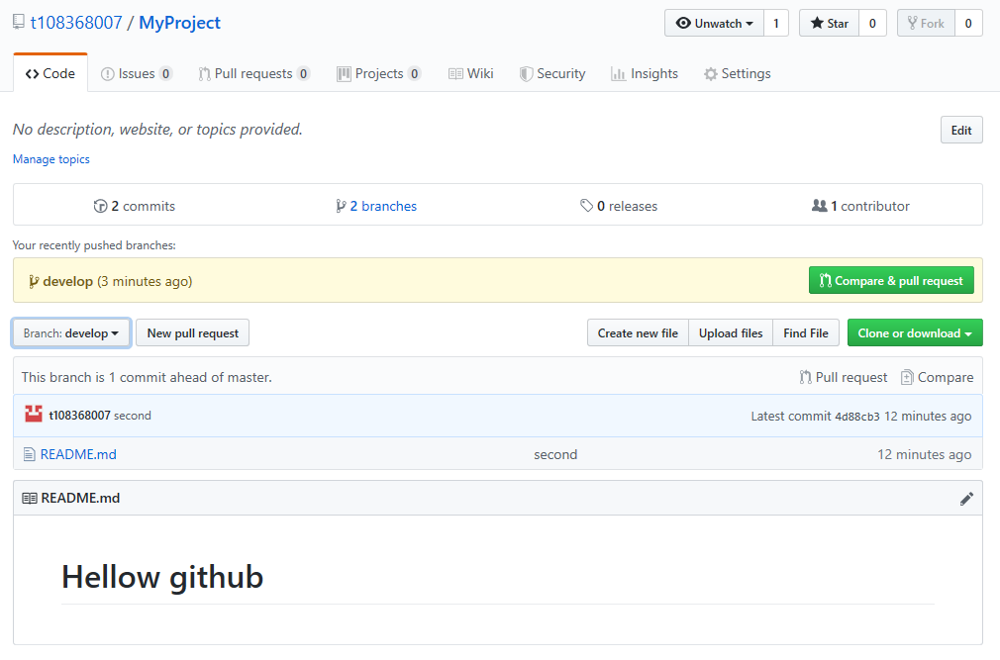 t108368007 / MyProject
Unwatch 1 Star 0 Fork 0
Code Issues 0 Pull requests 0 Projects 0 Wiki Security Insights Settings
No description, website, or topics provided. Edit
Manage topics
2 commits 2 branches 0 releases 1 contributor
Your recently pushed branches:
develop (3 minutes ago) Compare & pull request
Branch: develop New pull request Create new file Upload files Find File Clone or download
This branch is 1 commit ahead of master. Pull request Compare
t108368007 second Latest commit 4d88cb3 12 minutes ago
README.md second 12 minutes ago
README.md
Hellow github